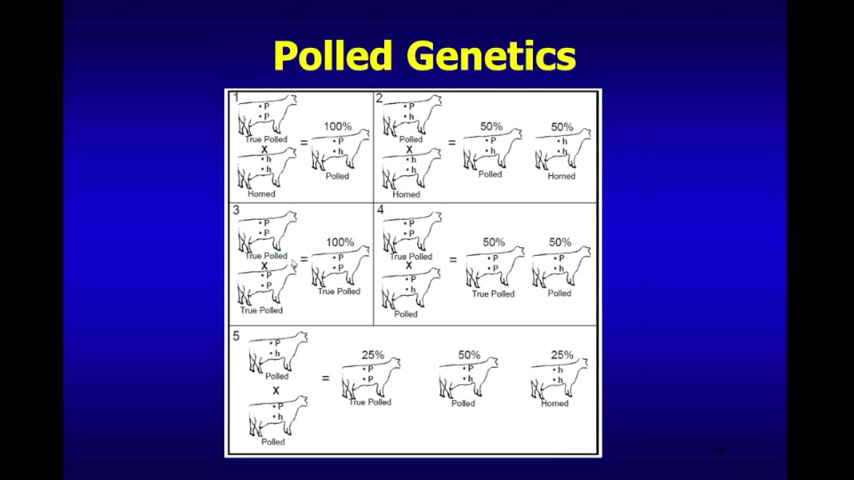 Polled Genetics
1
• P
• P
True Polled
X
• h
• h
Horned
=
100%
• P
• h
Polled
2
• P
• h
Polled
X
• h
• h
Horned
=
50%
• P
• h
Polled
50%
• h
• h
Horned
3
• P
• P
True Polled
X
• P
• P
True Polled
=
100%
• P
• P
True Polled
4
• P
• P
True Polled
X
• P
• h
Polled
=
50%
• P
• P
True Polled
50%
• P
• h
Polled
5
• P
• h
Polled
X
• P
• h
Polled
=
25%
• P
• P
True Polled
50%
• P
• h
Polled
25%
• h
• h
Horned